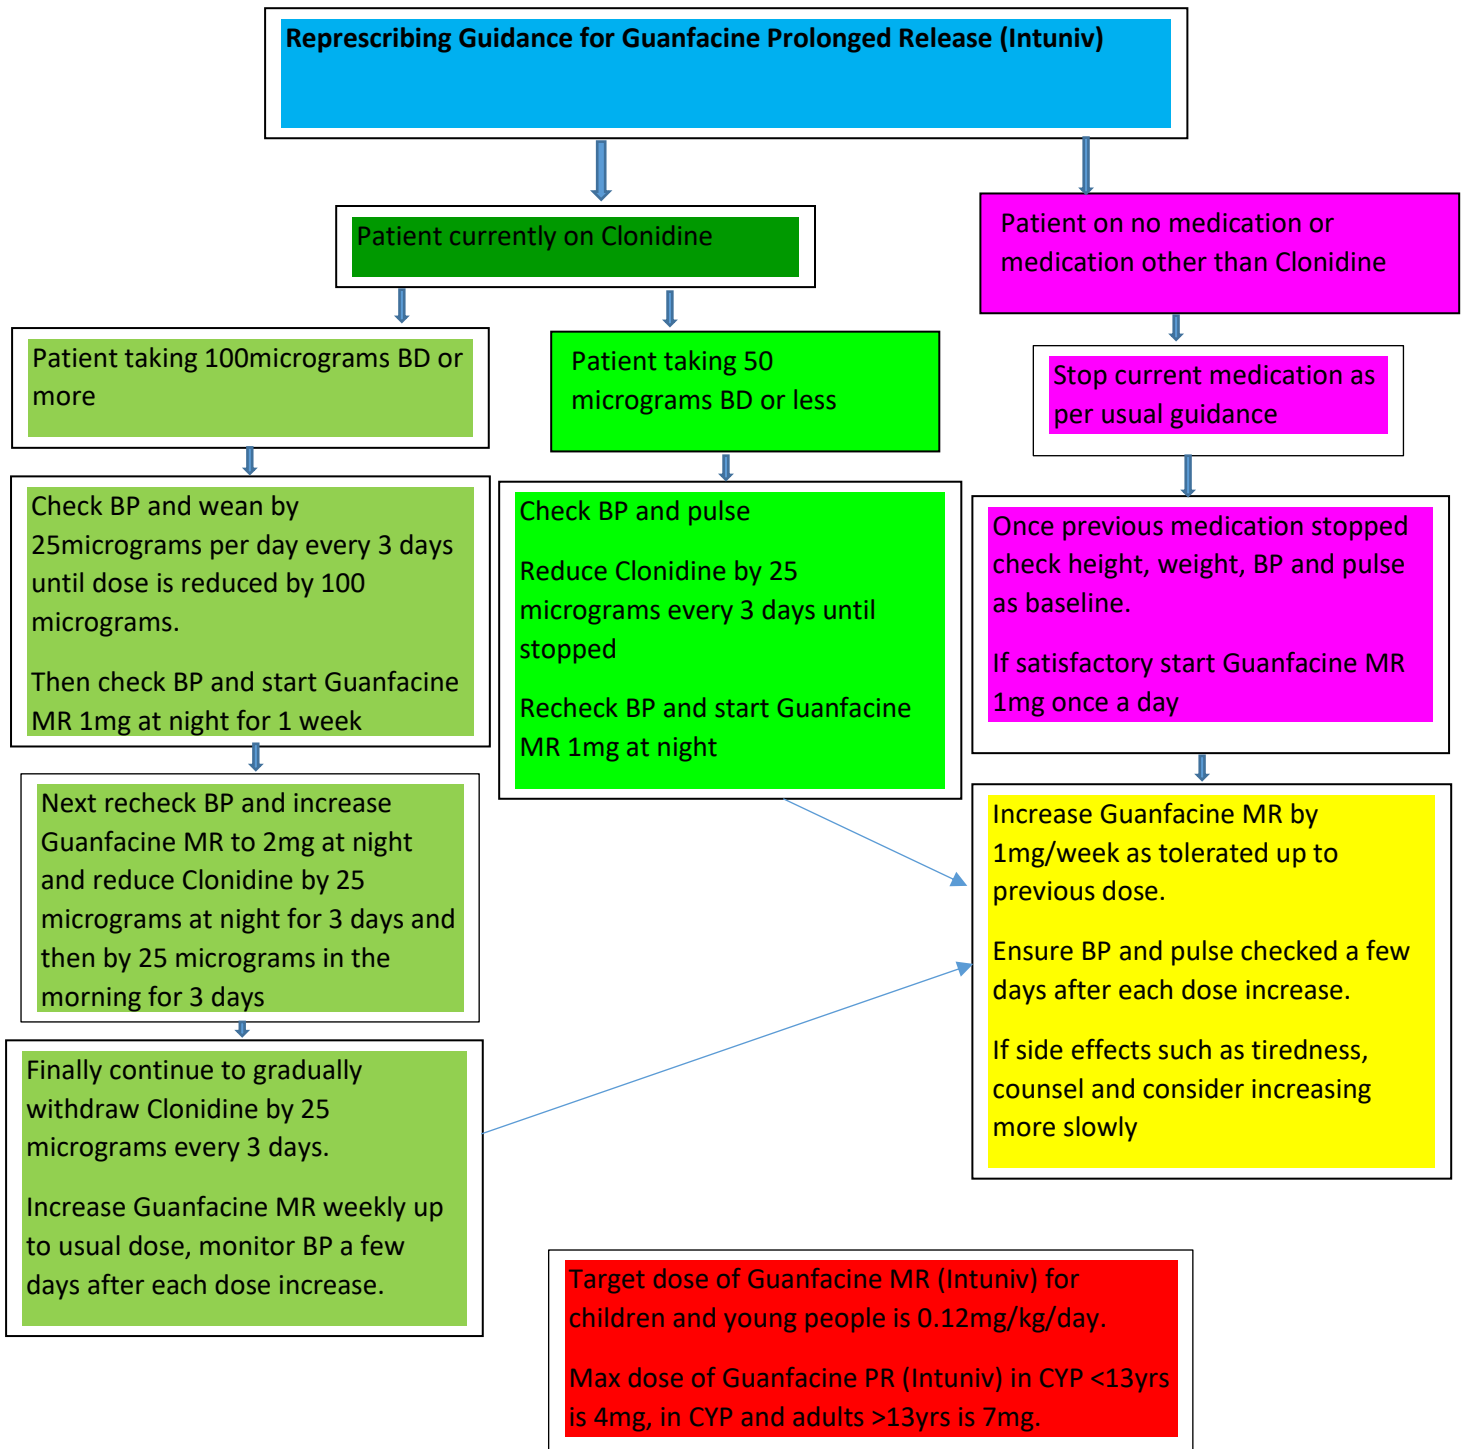 Represcribing Guidance for Guanfacine Prolonged Release (Intuniv)
Patient currently on Clonidine
Patient on no medication or
medication other than Clonidine
Patient taking 100micrograms BD or
more
Patient taking 50
micrograms BD or less
Stop current medication as
per usual guidance
Check BP and wean by
25micrograms per day every 3 days
until dose is reduced by 100
micrograms.
Then check BP and start Guanfacine
MR 1mg at night for 1 week
Check BP and pulse
Reduce Clonidine by 25
micrograms every 3 days until
stopped
Recheck BP and start Guanfacine
MR 1mg at night
Once previous medication stopped
check height, weight, BP and pulse
as baseline.
If satisfactory start Guanfacine MR
1mg once a day
Next recheck BP and increase
Guanfacine MR to 2mg at night
and reduce Clonidine by 25
micrograms at night for 3 days and
then by 25 micrograms in the
morning for 3 days
Increase Guanfacine MR by
1mg/week as tolerated up to
previous dose.
Ensure BP and pulse checked a few
days after each dose increase.
If side effects such as tiredness,
counsel and consider increasing
more slowly
Finally continue to gradually
withdraw Clonidine by 25
micrograms every 3 days.
Increase Guanfacine MR weekly up
to usual dose, monitor BP a few
days after each dose increase.
Target dose of Guanfacine MR (Intuniv) for
children and young people is 0.12mg/kg/day.
Max dose of Guanfacine PR (Intuniv) in CYP <13yrs
is 4mg, in CYP and adults >13yrs is 7mg.